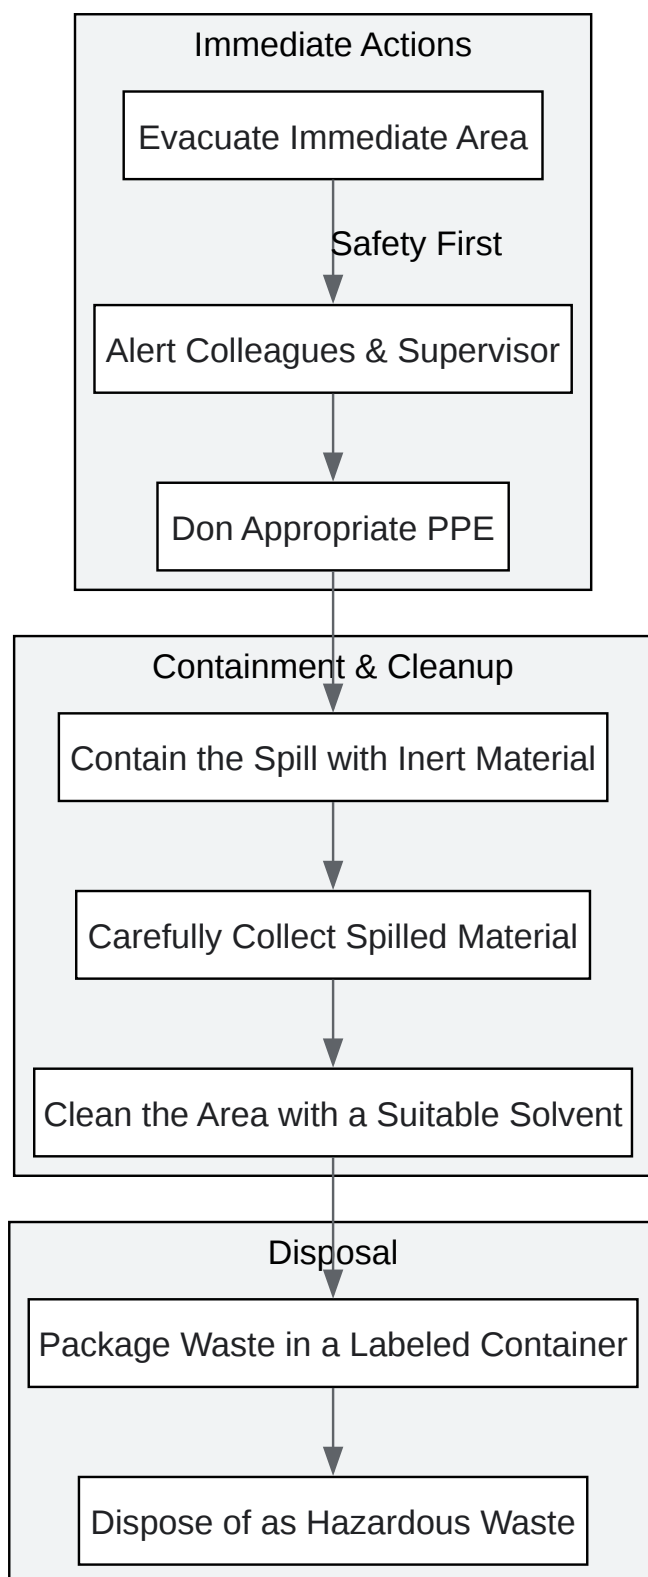 Immediate Actions
Evacuate Immediate Area
Safety First
Alert Colleagues & Supervisor
Don Appropriate PPE
Containment & Cleanup
Contain the Spill with Inert Material
Carefully Collect Spilled Material
Clean the Area with a Suitable Solvent
Disposal
Package Waste in a Labeled Container
Dispose of as Hazardous Waste